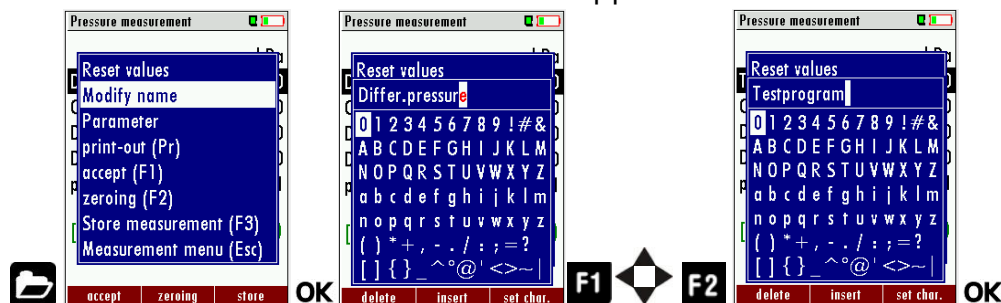 Pressure measurement
Reset values
Modify name
Parameter
print-out (Pr)
accept (F1)
zeroing (F2)
Store measurement (F3)
Measurement menu (Esc)
accept zeroing store
OK
Pressure measurement
Reset values
Differ.pressure
0 1 2 3 4 5 6 7 8 9 ! # &
A B C D E F G H I J K L M
N O P Q R S T U V W X Y Z
a b c d e f g h i j k l m
n o p q r s t u v w x y z
( ) * + , - . / : ; = ?
[ ] { } _ ^ ° @ ' < > ~ |
delete insert set char.
F1
F2
Pressure measurement
Reset values
Testprogram
0 1 2 3 4 5 6 7 8 9 ! # &
A B C D E F G H I J K L M
N O P Q R S T U V W X Y Z
a b c d e f g h i j k l m
n o p q r s t u v w x y z
( ) * + , - . / : ; = ?
[ ] { } _ ^ ° @ ' < > ~ |
delete insert set char.
OK